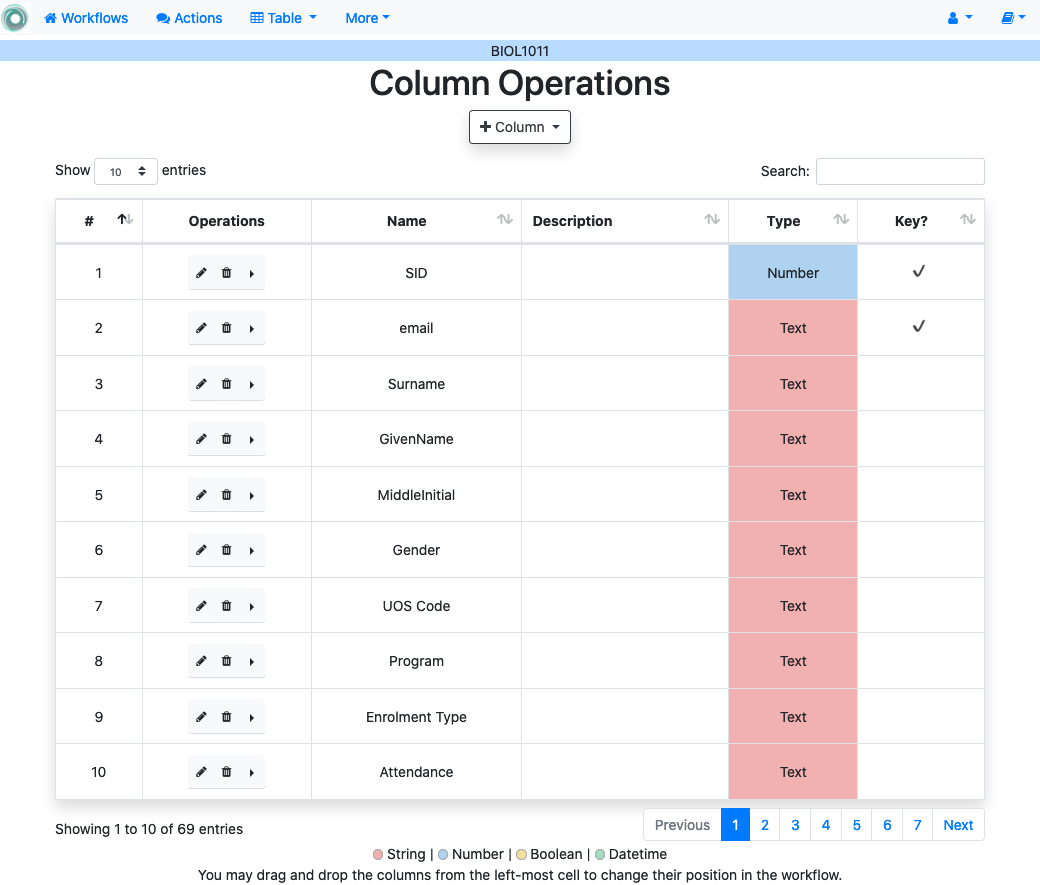 Workflows Actions Table More
BIOL1011
Column Operations
Column
Show 10 entries Search:
# Operations Name Description Type Key?
1 SID Number ✓
2 email Text ✓
3 Surname Text
4 GivenName Text
5 MiddleInitial Text
6 Gender Text
7 UOS Code Text
8 Program Text
9 Enrolment Type Text
10 Attendance Text
Showing 1 to 10 of 69 entries Previous 1 2 3 4 5 6 7 Next
String | Number | Boolean | Datetime
You may drag and drop the columns from the left-most cell to change their position in the workflow.